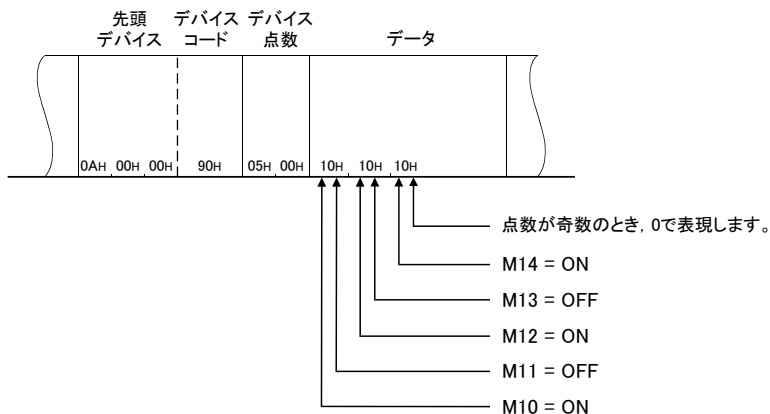 先頭 デバイス デバイス
デバイス コード 点数 データ
0AH 00H 00H 90H 05H 00H 10H 10H 10H
点数が奇数のとき, 0で表現します。
M14 = ON
M13 = OFF
M12 = ON
M11 = OFF
M10 = ON